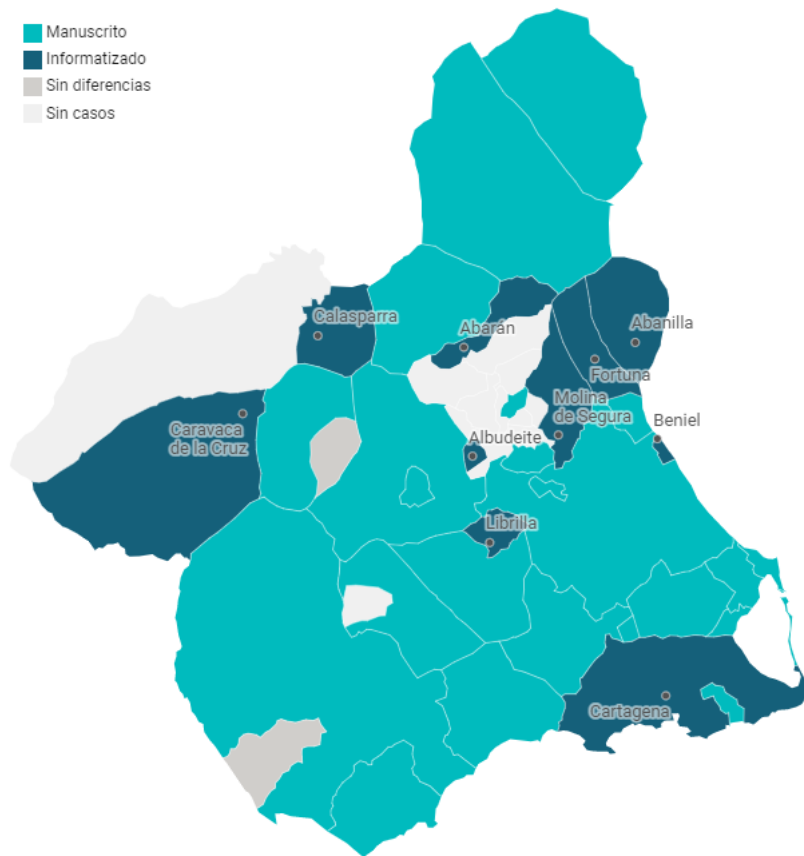 Manuscrito
Informatizado
Sin diferencias
Sin casos
Calasparra
Abarán
Abanilla
Fortuna
Caravaca
de la Cruz
Molina
de Segura
Beniel
Albudeite
Librilla
Cartagena